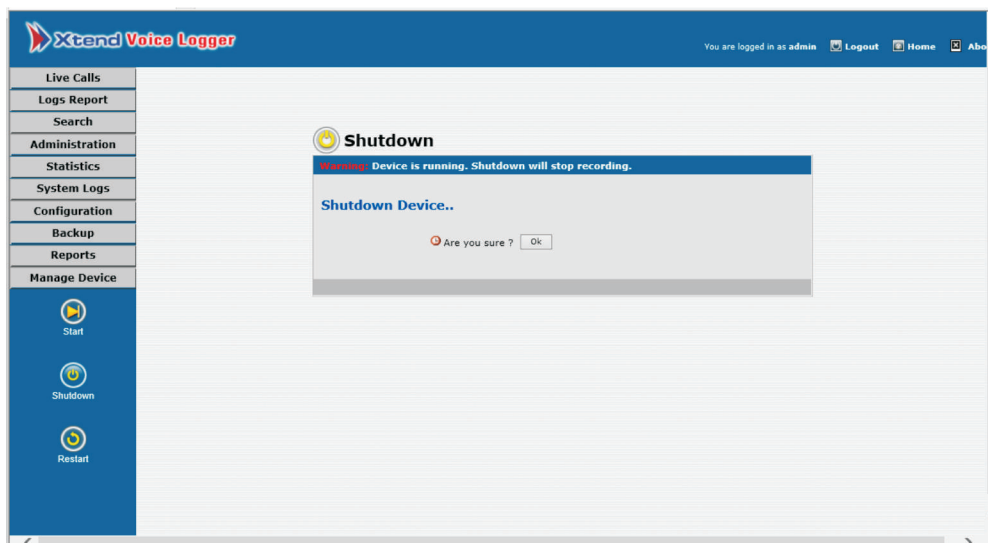 Xtend Voice Logger
You are logged in as admin Logout Home Abo
Live Calls
Logs Report
Search
Administration
Statistics
System Logs
Configuration
Backup
Reports
Manage Device
Start
Shutdown
Restart
Shutdown
Warning: Device is running. Shutdown will stop recording.
Shutdown Device..
Are you sure ? Ok